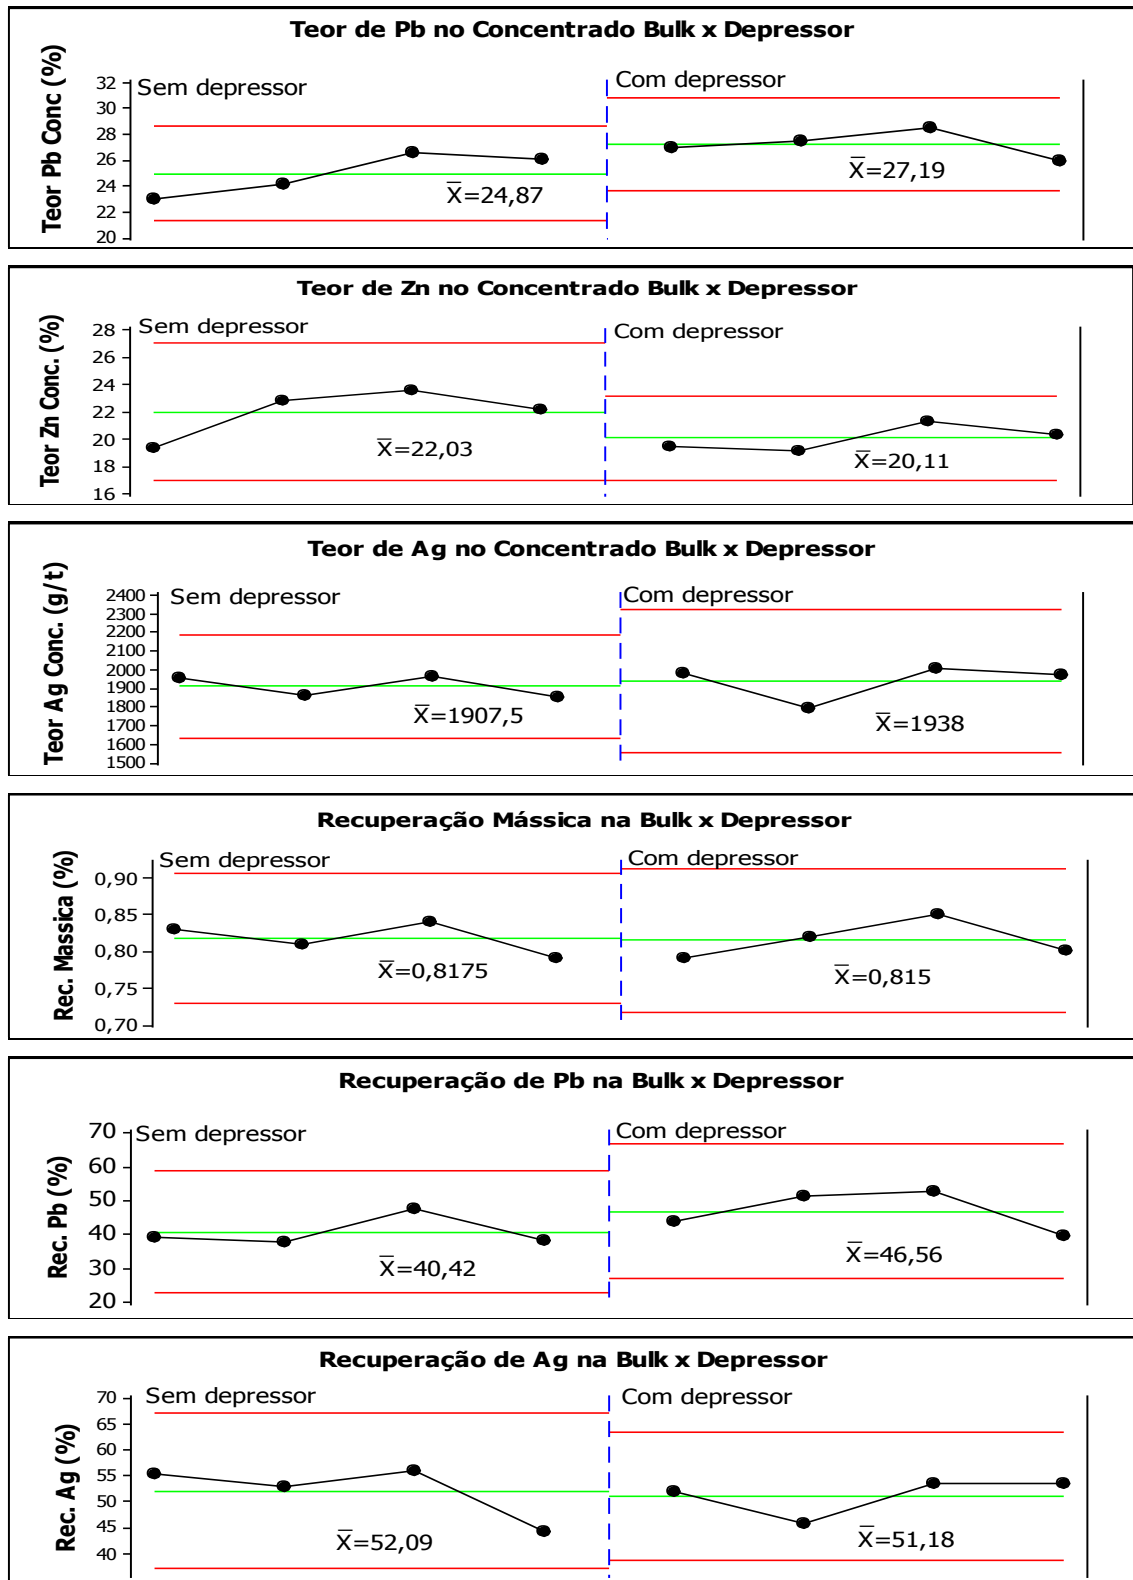 Teor de Pb no Concentrado Bulk x Depressor
Teor Pb Conc (%)
32
30
28
26
24
22
20
Sem depressor
Com depressor
X̅=24,87
X̅=27,19
Teor de Zn no Concentrado Bulk x Depressor
Teor Zn Conc. (%)
28
26
24
22
20
18
16
Sem depressor
Com depressor
X̅=22,03
X̅=20,11
Teor de Ag no Concentrado Bulk x Depressor
Teor Ag Conc. (g/t)
2400
2300
2200
2100
2000
1900
1800
1700
1600
1500
Sem depressor
Com depressor
X̅=1907,5
X̅=1938
Recuperação Mássica na Bulk x Depressor
Rec. Massica (%)
0,90
0,85
0,80
0,75
0,70
Sem depressor
Com depressor
X̅=0,8175
X̅=0,815
Recuperação de Pb na Bulk x Depressor
Rec. Pb (%)
70
60
50
40
30
20
Sem depressor
Com depressor
X̅=40,42
X̅=46,56
Recuperação de Ag na Bulk x Depressor
Rec. Ag (%)
70
65
60
55
50
45
40
Sem depressor
Com depressor
X̅=52,09
X̅=51,18